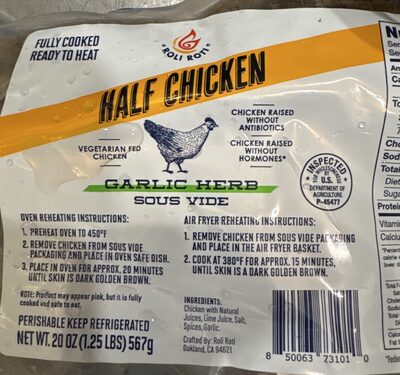 FULLY COOKED
READY TO HEAT
ROLI ROTI
HALF CHICKEN
VEGETARIAN FED
CHICKEN
CHICKEN RAISED
WITHOUT
ANTIBIOTICS
CHICKEN RAISED
WITHOUT
HORMONES*
GARLIC HERB
SOUS VIDE
INSPECTED
U.S.
DEPARTMENT OF
AGRICULTURE
P-45477
OVEN REHEATING INSTRUCTIONS:
1. PREHEAT OVEN TO 450°F
2. REMOVE CHICKEN FROM SOUS VIDE
PACKAGING AND PLACE IN OVEN SAFE DISH.
3. PLACE IN OVEN FOR APPROX. 20 MINUTES
UNTIL SKIN IS DARK GOLDEN BROWN.
NOTE: Product may appear pink, but it is fully
cooked and safe to eat.
PERISHABLE KEEP REFRIGERATED
NET WT. 20 OZ (1.25 LBS) 567g
AIR FRYER REHEATING INSTRUCTIONS:
1. REMOVE CHICKEN FROM SOUS VIDE PACKAGING
AND PLACE IN THE AIR FRYER BASKET.
2. COOK AT 380°F FOR APPROX. 15 MINUTES,
UNTIL SKIN IS A DARK GOLDEN BROWN.
INGREDIENTS:
Chicken with Natural
Juices, Lime Juice, Salt,
Spices, Garlic.
Crafted By: Roli Roti
Oakland, CA 94621
8 50063 73101 0